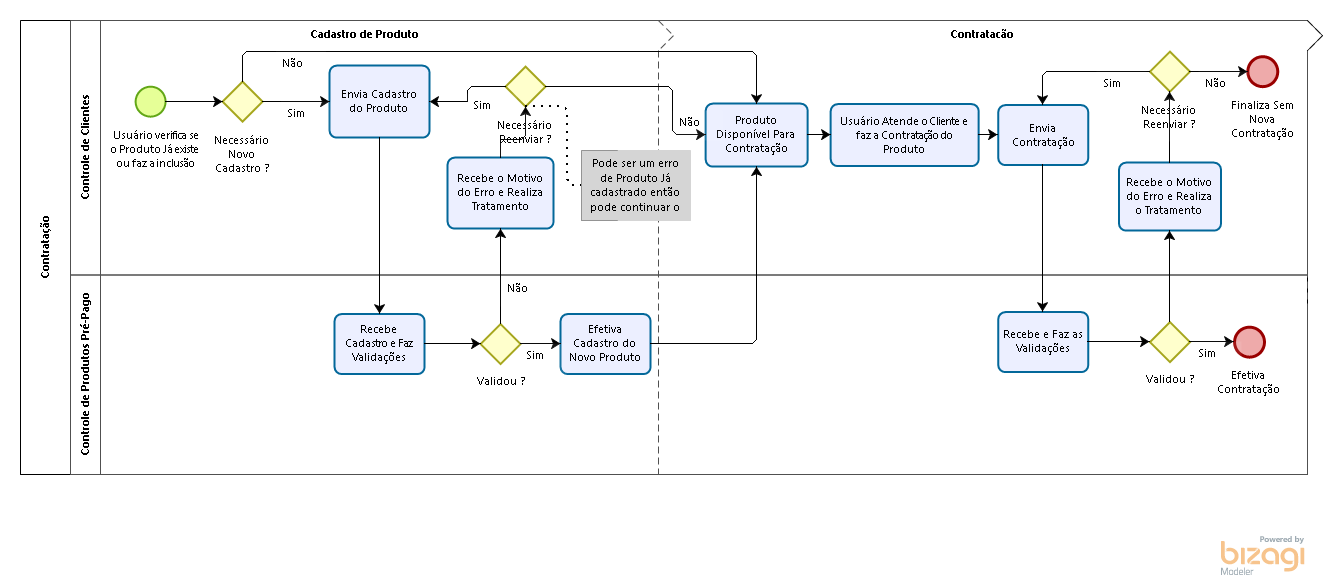 Cadastro de Produto
Contratacão
Contratação
Controle de Clientes
Controle de Produtos Pré-Pago
Usuário verifica se
o Produto Já existe
ou faz a inclusão
Necessário
Novo
Cadastro ?
Não
Sim
Envia Cadastro
do Produto
Sim
Necessário
Reenviar ?
Não
Recebe o Motivo
do Erro e Realiza
Tratamento
Pode ser um erro
de Produto Já
cadastrado então
pode continuar o
Produto
Disponível Para
Contratação
Usuário Atende o Cliente e
faz a Contratação do
Produto
Envia
Contratação
Sim
Não
Necessário
Reenviar ?
Finaliza Sem
Nova
Contratação
Recebe o Motivo
do Erro e Realiza
o Tratamento
Recebe
Cadastro e Faz
Validações
Não
Sim
Validou ?
Efetiva
Cadastro do
Novo Produto
Recebe e Faz as
Validações
Sim
Validou ?
Efetiva
Contratação
Powered by
bizagi
Modeler